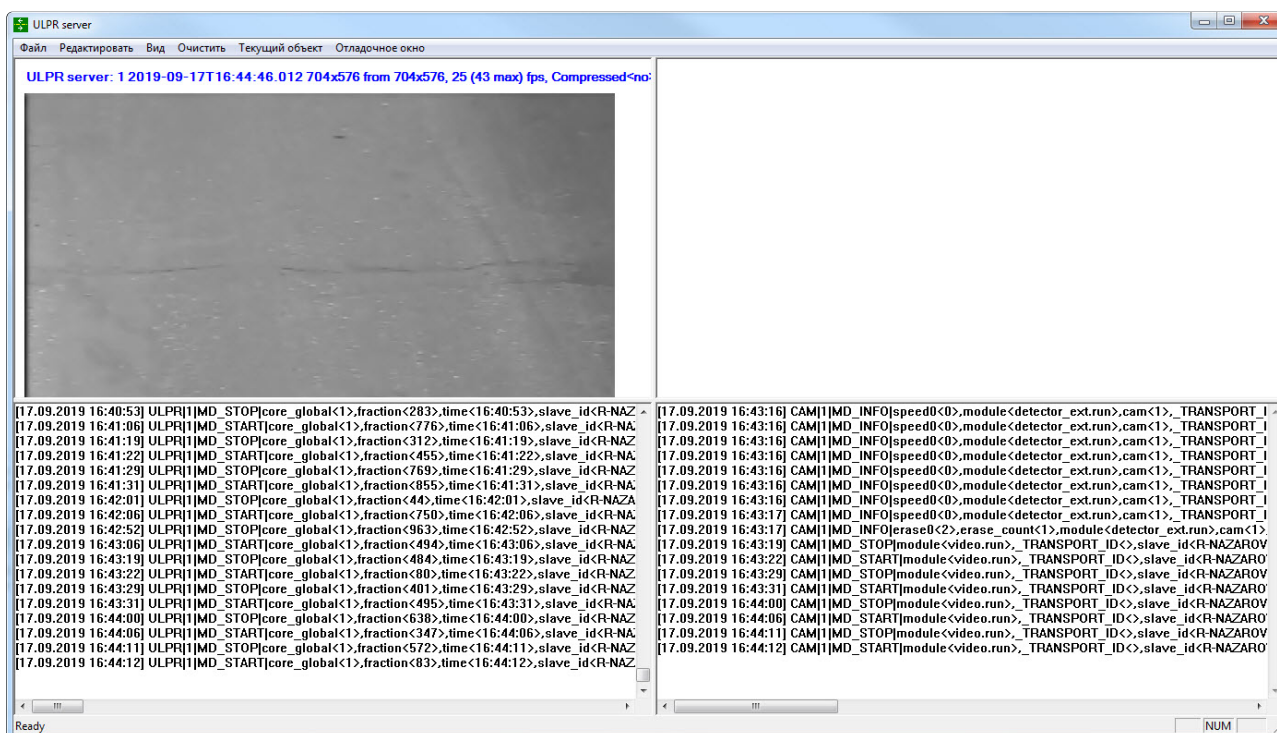 ULPR server
Файл Редактировать Вид Очистить Текущий объект Отладочное окно
ULPR server: 1 2019-09-17T16:44:46.012 704x576 from 704x576, 25 (43 max) fps, Compressed<no
[17.09.2019 16:40:53] ULPR|1|MD_STOP|core_global<1>,fraction<283>,time<16:40:53>,slave_id<R-NAZ
[17.09.2019 16:41:06] ULPR|1|MD_START|core_global<1>,fraction<776>,time<16:41:06>,slave_id<R-NA
[17.09.2019 16:41:19] ULPR|1|MD_STOP|core_global<1>,fraction<312>,time<16:41:19>,slave_id<R-NAZ
[17.09.2019 16:41:22] ULPR|1|MD_START|core_global<1>,fraction<455>,time<16:41:22>,slave_id<R-NA
[17.09.2019 16:41:29] ULPR|1|MD_STOP|core_global<1>,fraction<769>,time<16:41:29>,slave_id<R-NAZ
[17.09.2019 16:41:31] ULPR|1|MD_START|core_global<1>,fraction<855>,time<16:41:31>,slave_id<R-NA
[17.09.2019 16:42:01] ULPR|1|MD_STOP|core_global<1>,fraction<44>,time<16:42:01>,slave_id<R-NAZA
[17.09.2019 16:42:06] ULPR|1|MD_START|core_global<1>,fraction<750>,time<16:42:06>,slave_id<R-NA
[17.09.2019 16:42:52] ULPR|1|MD_STOP|core_global<1>,fraction<963>,time<16:42:52>,slave_id<R-NAZ
[17.09.2019 16:43:06] ULPR|1|MD_START|core_global<1>,fraction<494>,time<16:43:06>,slave_id<R-NA
[17.09.2019 16:43:19] ULPR|1|MD_STOP|core_global<1>,fraction<484>,time<16:43:19>,slave_id<R-NAZ
[17.09.2019 16:43:22] ULPR|1|MD_START|core_global<1>,fraction<80>,time<16:43:22>,slave_id<R-NAZ
[17.09.2019 16:43:29] ULPR|1|MD_STOP|core_global<1>,fraction<401>,time<16:43:29>,slave_id<R-NAZ
[17.09.2019 16:43:31] ULPR|1|MD_START|core_global<1>,fraction<495>,time<16:43:31>,slave_id<R-NA
[17.09.2019 16:44:00] ULPR|1|MD_STOP|core_global<1>,fraction<638>,time<16:44:00>,slave_id<R-NAZ
[17.09.2019 16:44:06] ULPR|1|MD_START|core_global<1>,fraction<347>,time<16:44:06>,slave_id<R-NA
[17.09.2019 16:44:11] ULPR|1|MD_STOP|core_global<1>,fraction<572>,time<16:44:11>,slave_id<R-NAZ
[17.09.2019 16:44:12] ULPR|1|MD_START|core_global<1>,fraction<83>,time<16:44:12>,slave_id<R-NAZ
[17.09.2019 16:43:16] CAM|1|MD_INFO|speed0<0>,module<detector_ext.run>,cam<1>,_TRANSPORT_I
[17.09.2019 16:43:16] CAM|1|MD_INFO|speed0<0>,module<detector_ext.run>,cam<1>,_TRANSPORT_I
[17.09.2019 16:43:16] CAM|1|MD_INFO|speed0<0>,module<detector_ext.run>,cam<1>,_TRANSPORT_I
[17.09.2019 16:43:16] CAM|1|MD_INFO|speed0<0>,module<detector_ext.run>,cam<1>,_TRANSPORT_I
[17.09.2019 16:43:16] CAM|1|MD_INFO|speed0<0>,module<detector_ext.run>,cam<1>,_TRANSPORT_I
[17.09.2019 16:43:16] CAM|1|MD_INFO|speed0<0>,module<detector_ext.run>,cam<1>,_TRANSPORT_I
[17.09.2019 16:43:17] CAM|1|MD_INFO|speed0<0>,module<detector_ext.run>,cam<1>,_TRANSPORT_I
[17.09.2019 16:43:17] CAM|1|MD_INFO|erase0<2>,erase_count<1>,module<detector_ext.run>,cam<1>
[17.09.2019 16:43:19] CAM|1|MD_STOP|module<video.run>,_TRANSPORT_ID<>,slave_id<R-NAZAROV
[17.09.2019 16:43:22] CAM|1|MD_START|module<video.run>,_TRANSPORT_ID<>,slave_id<R-NAZARO
[17.09.2019 16:43:29] CAM|1|MD_STOP|module<video.run>,_TRANSPORT_ID<>,slave_id<R-NAZAROV
[17.09.2019 16:43:31] CAM|1|MD_START|module<video.run>,_TRANSPORT_ID<>,slave_id<R-NAZARO
[17.09.2019 16:44:00] CAM|1|MD_STOP|module<video.run>,_TRANSPORT_ID<>,slave_id<R-NAZAROV
[17.09.2019 16:44:06] CAM|1|MD_START|module<video.run>,_TRANSPORT_ID<>,slave_id<R-NAZARO
[17.09.2019 16:44:11] CAM|1|MD_STOP|module<video.run>,_TRANSPORT_ID<>,slave_id<R-NAZAROV
[17.09.2019 16:44:12] CAM|1|MD_START|module<video.run>,_TRANSPORT_ID<>,slave_id<R-NAZARO
Ready
NUM